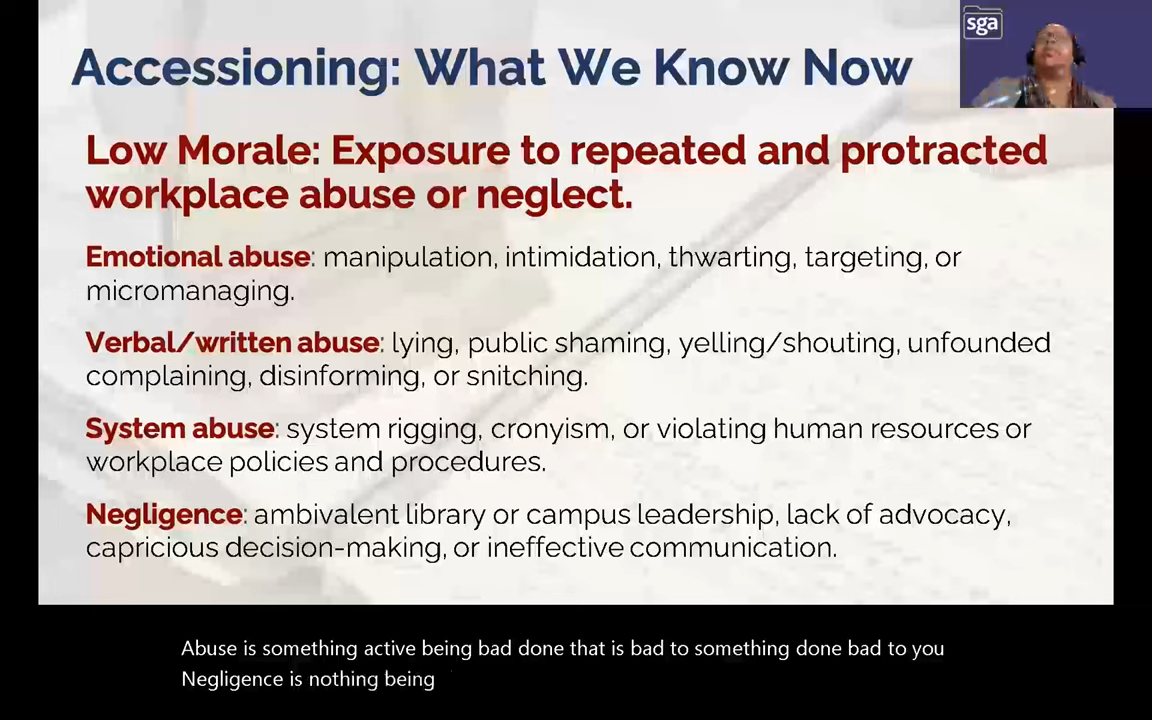 sga
Accessioning: What We Know Now
Low Morale: Exposure to repeated and protracted
workplace abuse or neglect.
Emotional abuse: manipulation, intimidation, thwarting, targeting, or
micromanaging.
Verbal/written abuse: lying, public shaming, yelling/shouting, unfounded
complaining, disinforming, or snitching.
System abuse: system rigging, cronyism, or violating human resources or
workplace policies and procedures.
Negligence: ambivalent library or campus leadership, lack of advocacy,
capricious decision-making, or ineffective communication.
Abuse is something active being bad done that is bad to something done bad to you
Negligence is nothing being